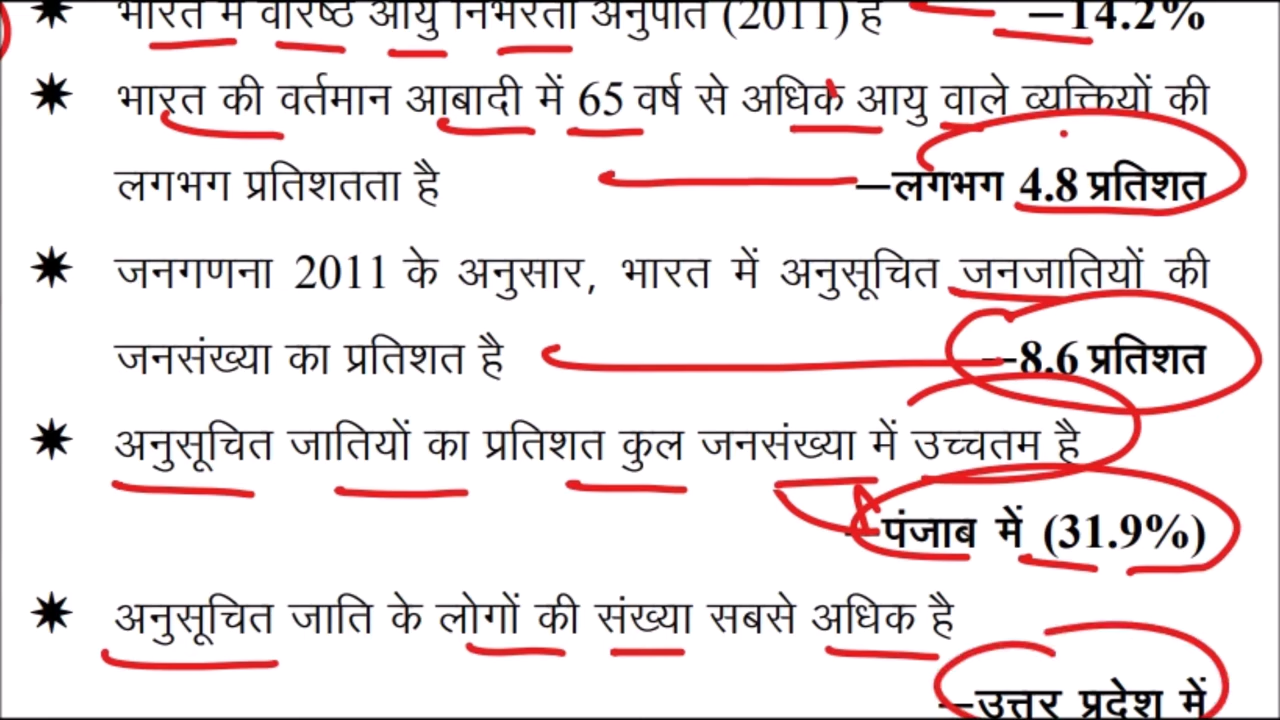 ✷ भारत में वरिष्ठ आयु निर्भरता अनुपात (2011) है –14.2%
✷ भारत की वर्तमान आबादी में 65 वर्ष से अधिक आयु वाले व्यक्तियों की
लगभग प्रतिशतता है –लगभग 4.8 प्रतिशत
✷ जनगणना 2011 के अनुसार, भारत में अनुसूचित जनजातियों की
जनसंख्या का प्रतिशत है –8.6 प्रतिशत
✷ अनुसूचित जातियों का प्रतिशत कुल जनसंख्या में उच्चतम है
–पंजाब में (31.9%)
✷ अनुसूचित जाति के लोगों की संख्या सबसे अधिक है
–उत्तर प्रदेश में